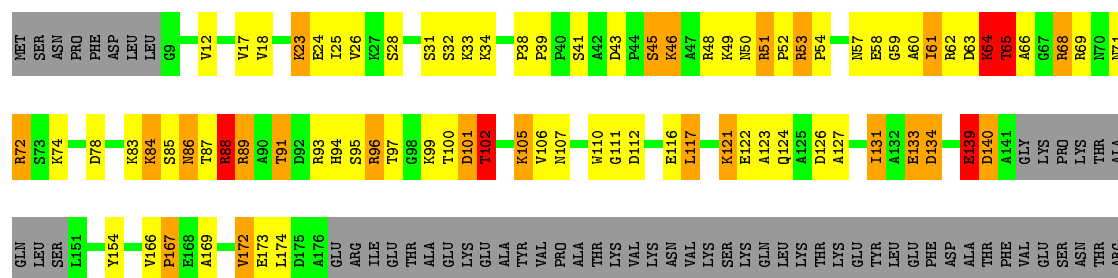 MET SER ASN PRO PHE ASP LEU LEU G9 V12 V17 V18 K23 E24 I25 V26 K27 S28 S31 S32 K33 K34 P38 P39 P40 S41 A42 D43 P44 S45 K46 A47 R48 K49 N50 R51 P52 R53 P54 N57 E58 G59 A60 I61 R62 D63 K64 T65 A66 G67 R68 R69 N70 N71
R72 S73 K74 D78 K83 K84 S85 N86 T87 R88 R89 A90 T91 D92 R93 H94 S95 R96 T97 G98 K99 T100 D101 T102 K105 V106 N107 W110 G111 D112 E116 L117 K121 E122 A123 Q124 A125 D126 A127 I131 A132 E133 D134 E139 D140 A141 GLY LYS PRO LYS THR ALA
GLN LEU SER L151 Y154 V166 P167 E168 A169 V172 E173 L174 D175 A176 GLU ARG ILE GLU THR ALA GLU LYS GLU ALA TYR VAL PRO ALA THR LYS VAL LYS ASN VAL LYS SER LYS GLN LEU LYS THR LYS GLU TYR LEU GLU PHE ASP ALA THR PHE VAL GLU SER ASN THR